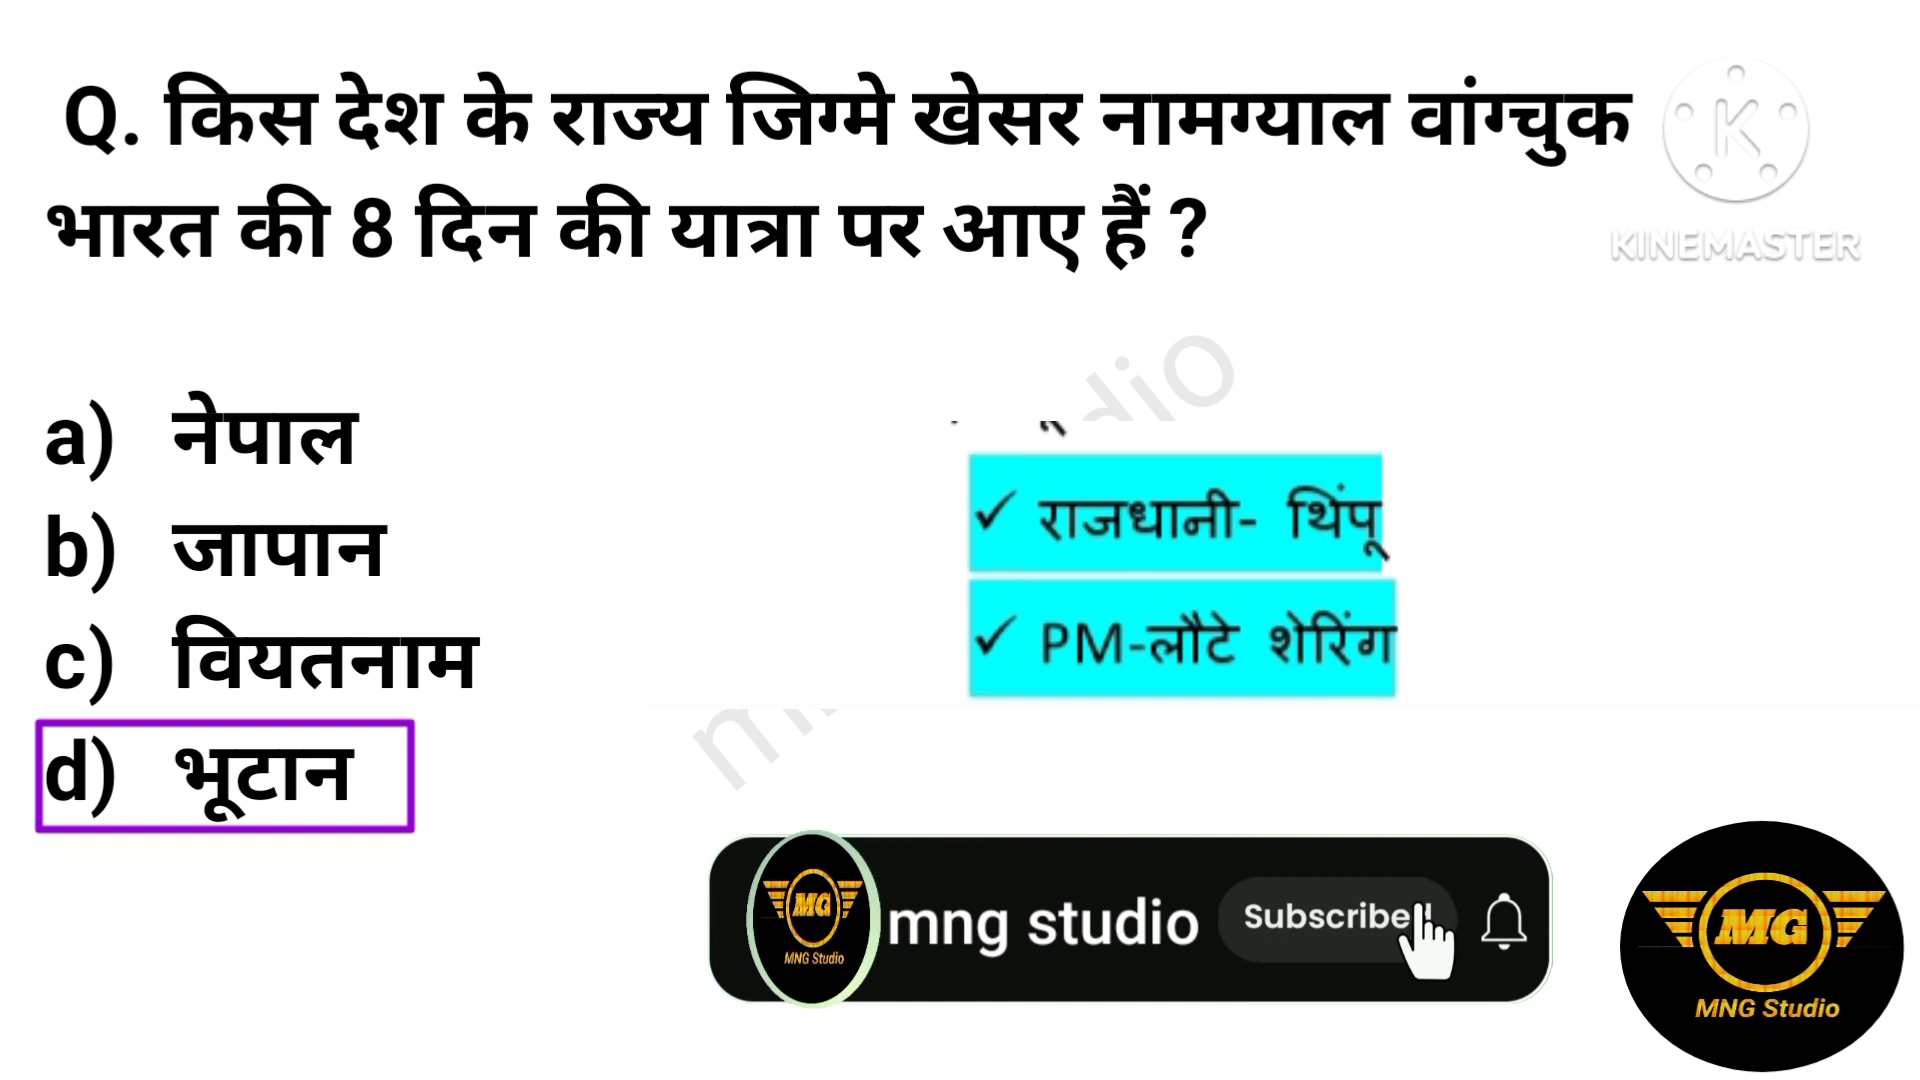 Q. किस देश के राज्य जिग्मे खेसर नामग्याल वांग्चुक
भारत की 8 दिन की यात्रा पर आए हैं ?
K
KINEMASTER
a) नेपाल
b) जापान
c) वियतनाम
d) भूटान
✓ राजधानी- थिंपू
✓ PM-लौटे शेरिंग
MG
MNG Studio
mng studio
Subscribe
MG
MNG Studio